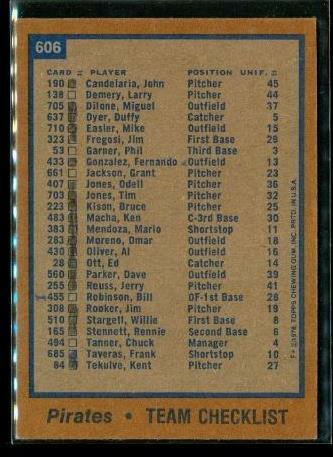 606
CARD # PLAYER POSITION UNIF. #
190 Candelaria, John Pitcher 45
138 Demery, Larry Pitcher 44
705 Dilone, Miguel Outfield 37
637 Dyer, Duffy Catcher 5
710 Easler, Mike Outfield 15
323 Fregosi, Jim First Base 29
53 Garner, Phil Third Base 3
433 Gonzalez, Fernando Outfield 13
661 Jackson, Grant Pitcher 23
407 Jones, Odell Pitcher 36
703 Jones, Tim Pitcher 32
223 Kison, Bruce Pitcher 25
483 Macha, Ken C-3rd Base 30
383 Mendoza, Mario Shortstop 11
283 Moreno, Omar Outfield 18
430 Oliver, Al Outfield 16
28 Ott, Ed Catcher 14
560 Parker, Dave Outfield 39
255 Reuss, Jerry Pitcher 41
455 Robinson, Bill OF-1st Base 28
308 Rooker, Jim Pitcher 19
510 Stargell, Willie First Base 8
165 Stennett, Rennie Second Base 6
494 Tanner, Chuck Manager 4
685 Taveras, Frank Shortstop 10
84 Tekulve, Kent Pitcher 27
F* ©1978 TOPPS CHEWING GUM, INC. PRTD. IN U.S.A.
Pirates • TEAM CHECKLIST